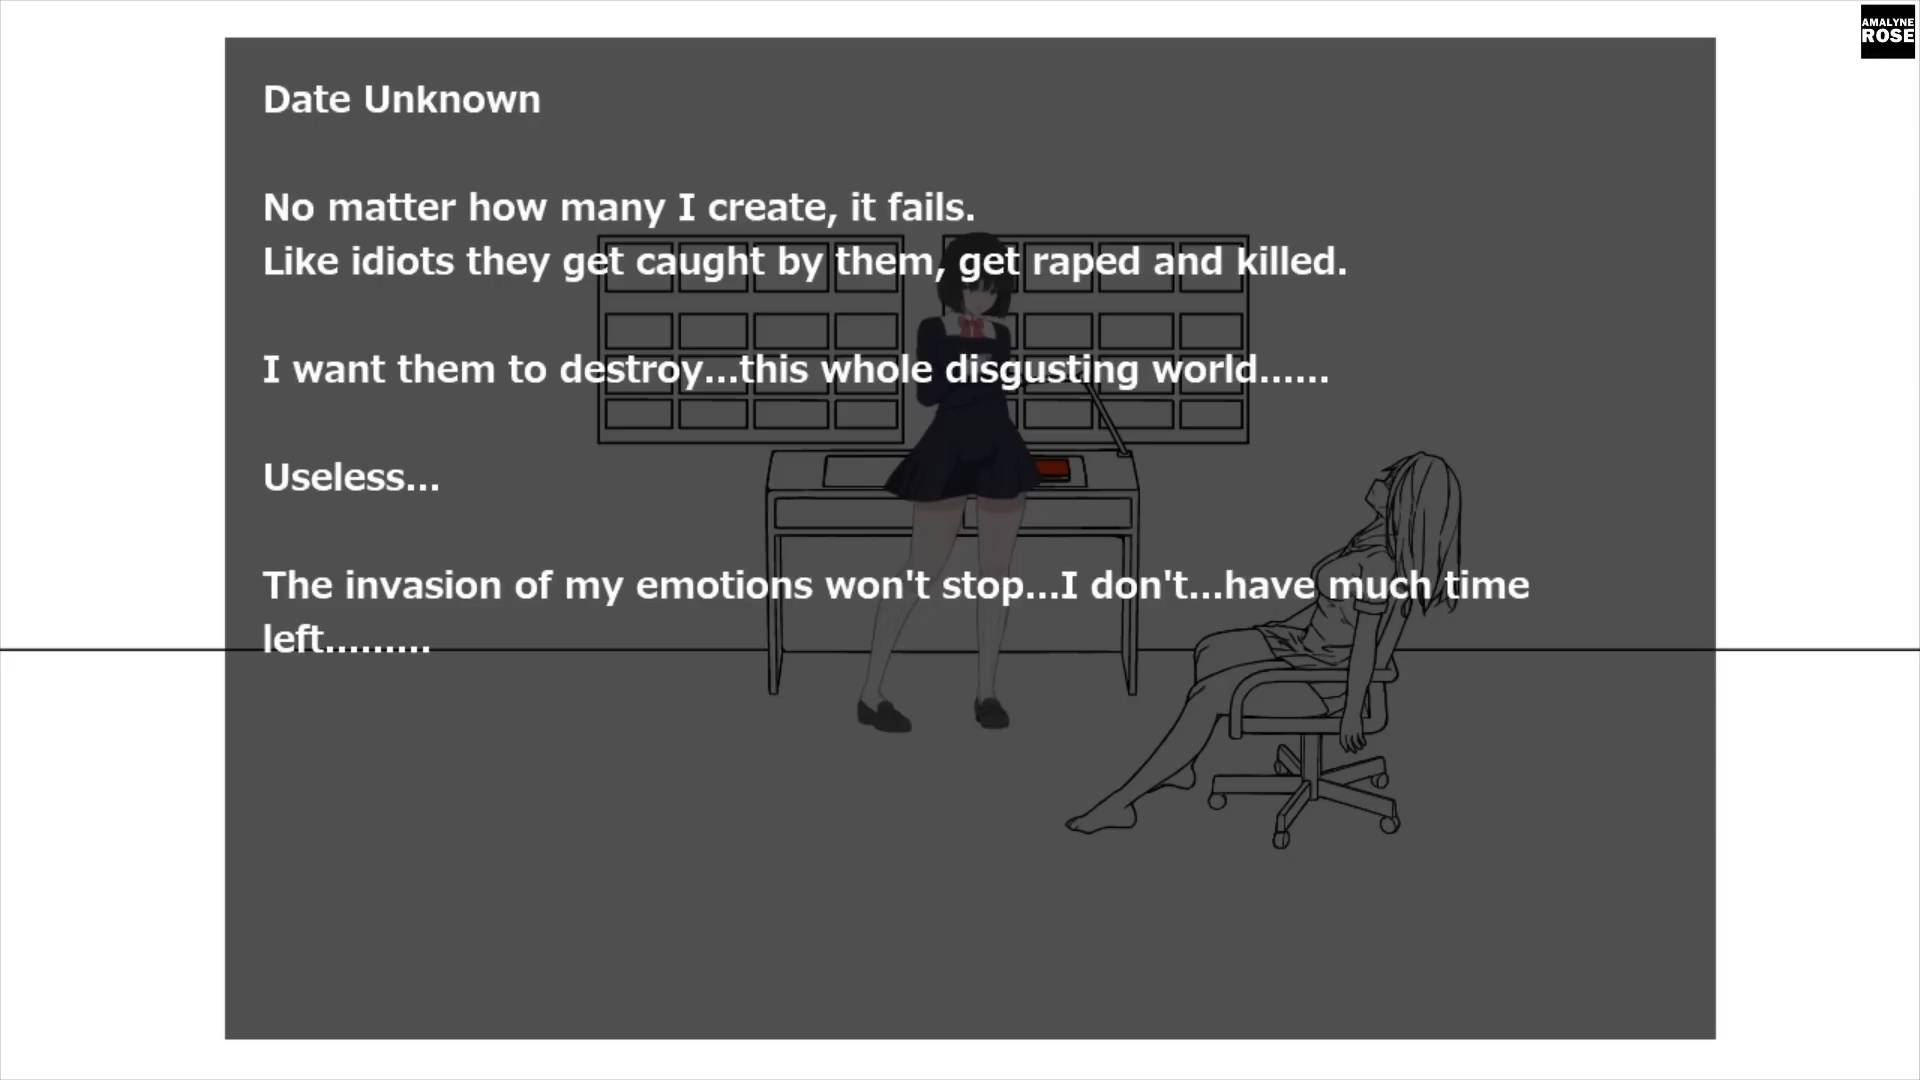 AMALYNE
ROSE
Date Unknown
No matter how many I create, it fails.
Like idiots they get caught by them, get raped and killed.
I want them to destroy...this whole disgusting world......
Useless...
The invasion of my emotions won't stop...I don't...have much time
left.........